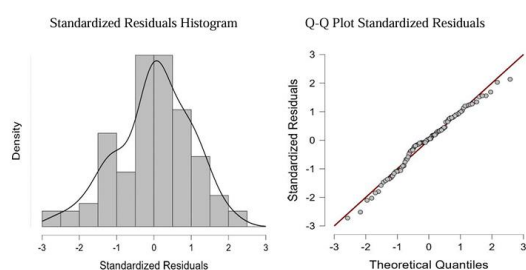 Standardized Residuals Histogram
Density
-3 -2 -1 0 1 2 3
Standardized Residuals
Q-Q Plot Standardized Residuals
Standardized Residuals
3
2
1
0
-1
-2
-3
-3 -2 -1 0 1 2 3
Theoretical Quantiles